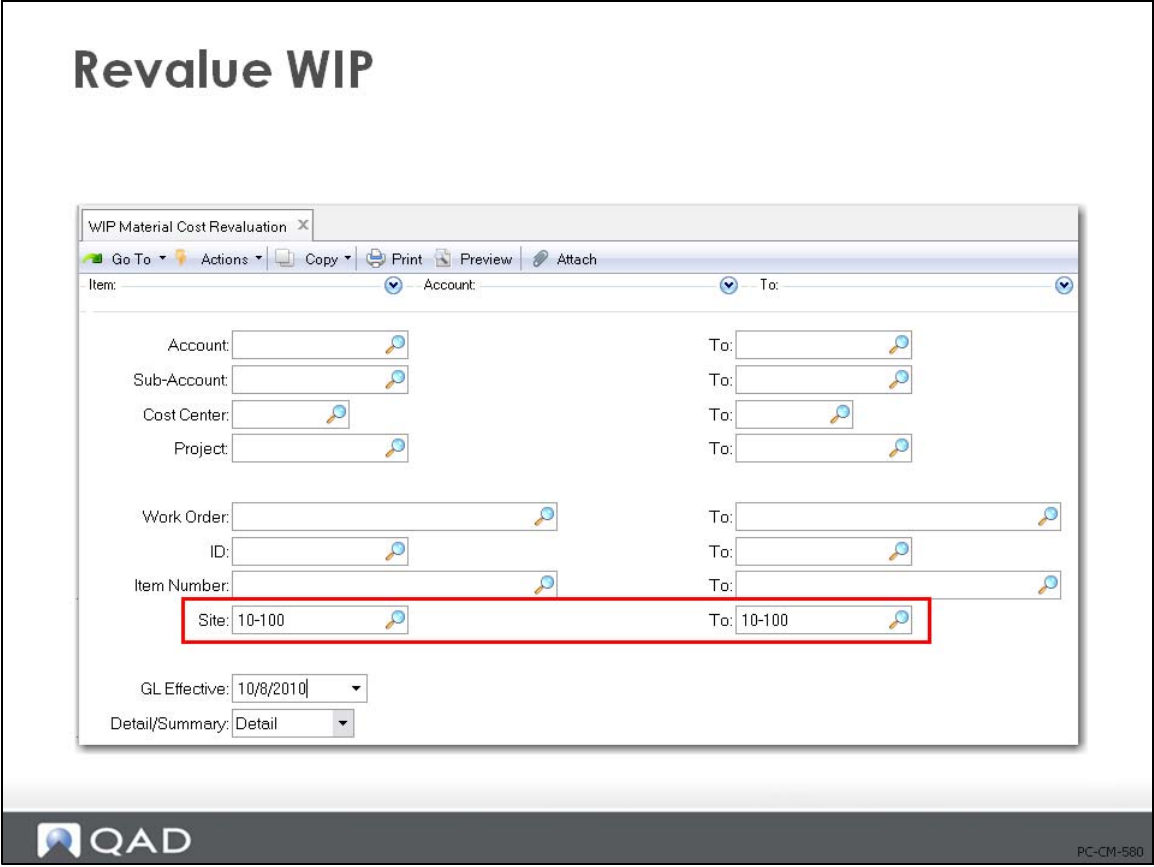 Revalue WIP
WIP Material Cost Revaluation
Go To Actions Copy Print Preview Attach
Item: Account: To:
Account: To:
Sub-Account: To:
Cost Center: To:
Project: To:
Work Order: To:
ID: To:
Item Number: To:
Site: 10-100 To: 10-100
GL Effective: 10/8/2010
Detail/Summary: Detail
QAD
PC-CM-580